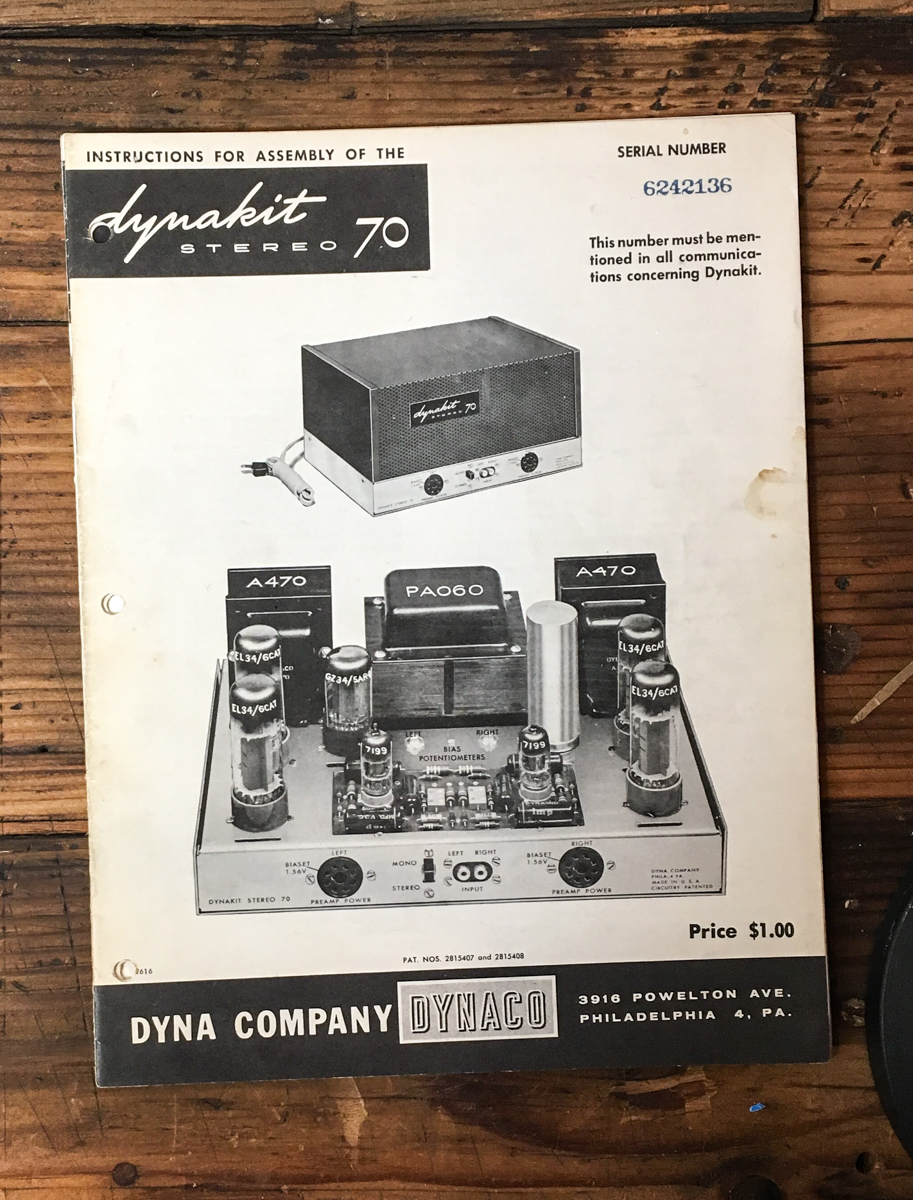 INSTRUCTIONS FOR ASSEMBLY OF THE
dynakit
STEREO 70
SERIAL NUMBER
6242136
This number must be men-
tioned in all communica-
tions concerning Dynakit.
dynakit
STEREO 70
A470
PA060
A470
EL34/6CA7
GZ34/5AR4
EL34/6CA7
EL34/6CA7
EL34/6CA7
7199
LEFT
RIGHT
7199
BIAS
POTENTIOMETERS
LEFT
BIASET
1.56V
PREAMP POWER
MONO
STEREO
LEFT RIGHT
INPUT
RIGHT
BIASET
1.56V
PREAMP POWER
DYNAKIT STEREO 70
DYNA COMPANY
PHILA. 4 PA.
MADE IN U.S.A.
CIRCUITRY PATENTED
Price $1.00
PAT. NOS. 2815407 and 2815408
2616
DYNA COMPANY
DYNACO
3916 POWELTON AVE.
PHILADELPHIA 4, PA.